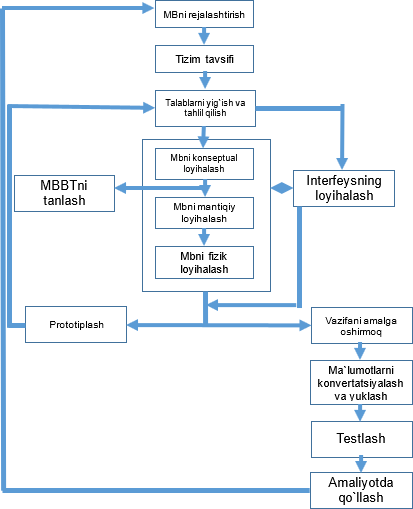 MBni rejalashtirish
Tizim tavsifi
Talablarni yig`ish va
tahlil qilish
Mbni konseptual
loyihalash
MBBTni
tanlash
Interfeysning
loyihalash
Mbni mantiqiy
loyihalash
Mbni fizik
loyihalash
Prototiplash
Vazifani amalga
oshirmoq
Ma`lumotlarni
konvertatsiyalash
va yuklash
Testlash
Amaliyotda
qo`llash